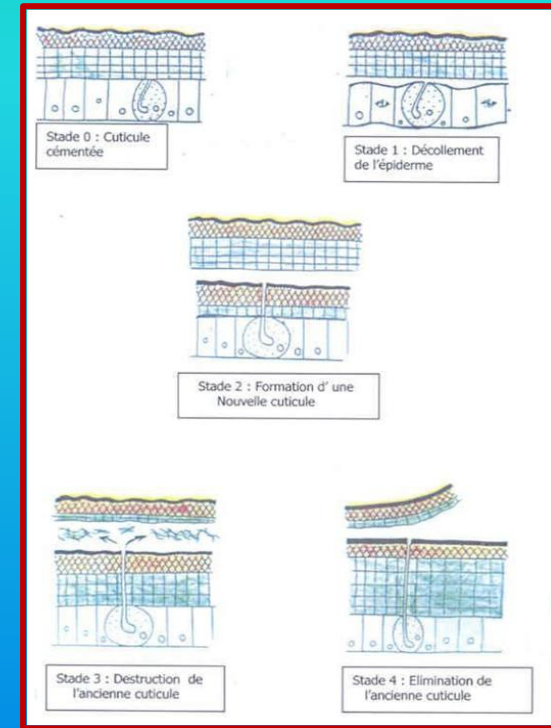 Stade 0 : Cuticule
cémentée
Stade 1 : Décollement
de l'épiderme
Stade 2 : Formation d' une
Nouvelle cuticule
Stade 3 : Destruction de
l'ancienne cuticule
Stade 4 : Elimination de
l'ancienne cuticule